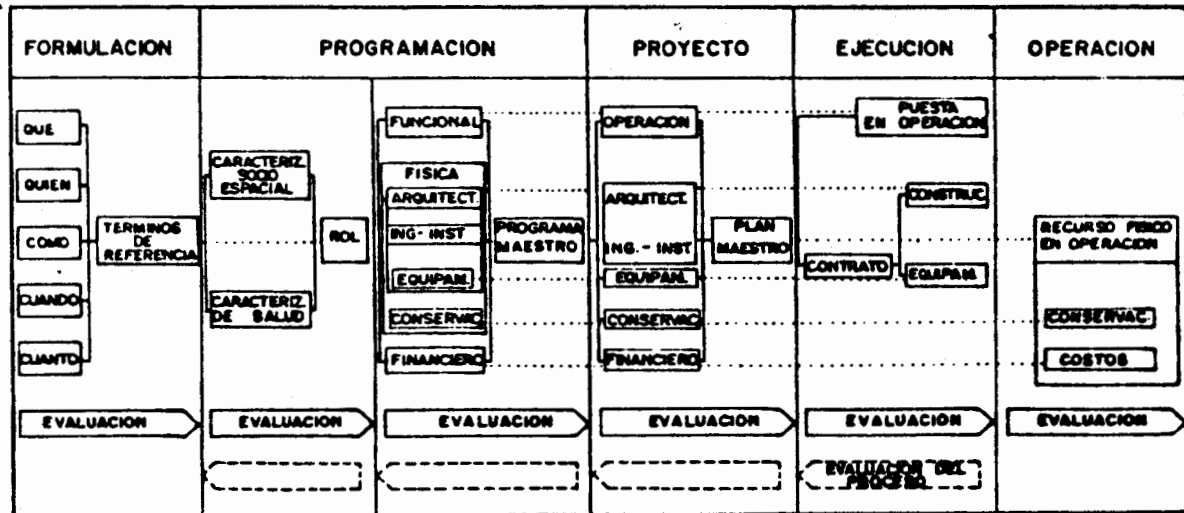 FORMULACION
PROGRAMACION
PROYECTO
EJECUCION
OPERACION
QUE
QUIEN
COMO
CUANDO
CUANTO
TERMINOS
DE
REFERENCIA
CARACTERIZ.
SOCIO
ESPACIAL
CARACTERIZ.
DE SALUD
ROL
FUNCIONAL
FISICA
ARQUITECT.
ING-INST
EQUIPAM.
CONSERVAC
FINANCIERO
PROGRAMA
MAESTRO
OPERACION
ARQUITECT.
ING.-INST
EQUIPAM.
CONSERVAC
FINANCIERO
PLAN
MAESTRO
PUESTA
EN OPERACION
CONTRATO
CONSTRUC.
EQUIPAM.
RECURSO FISICO
EN OPERACION
CONSERVAC
COSTOS
EVALUACION
EVALUACION
EVALUACION
EVALUACION
EVALUACION
EVALUACION
EVALUACION DEL
PROCESO